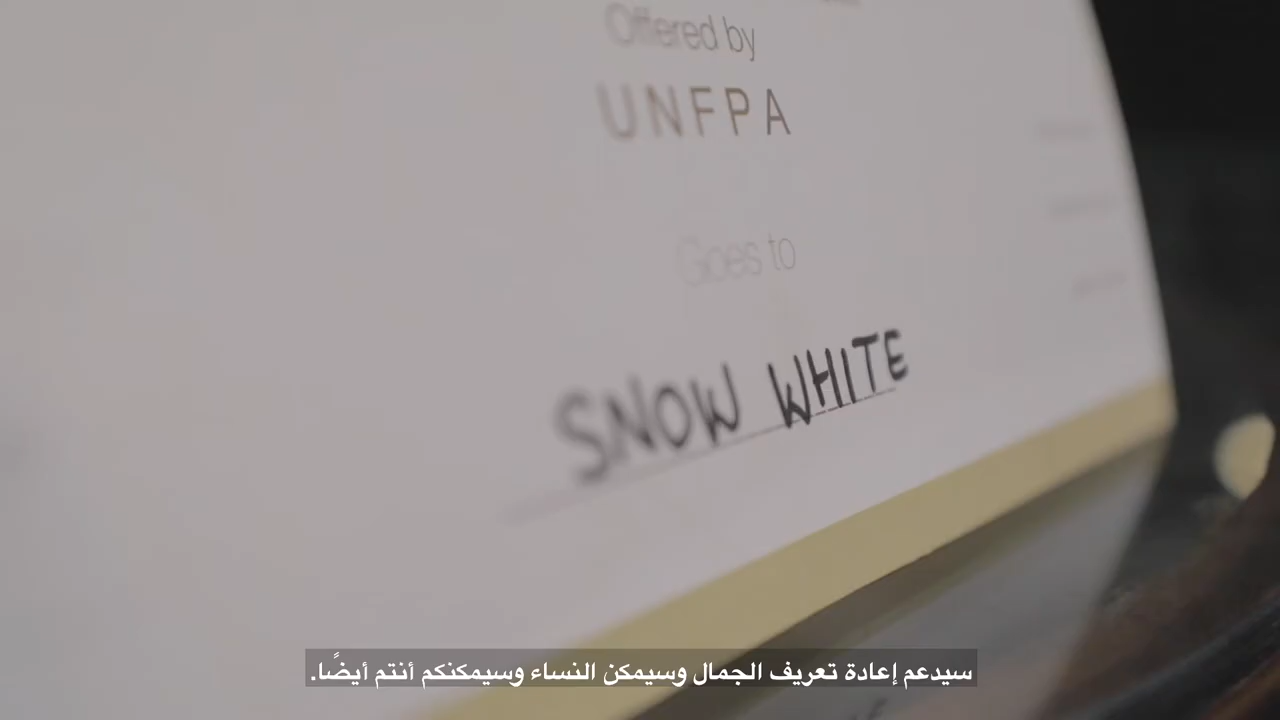 Offered by
UNFPA
Goes to
SNOW WHITE
سيدعم إعادة تعريف الجمال وسيمكن النساء وسيمكنكم أنتم أيضًا.